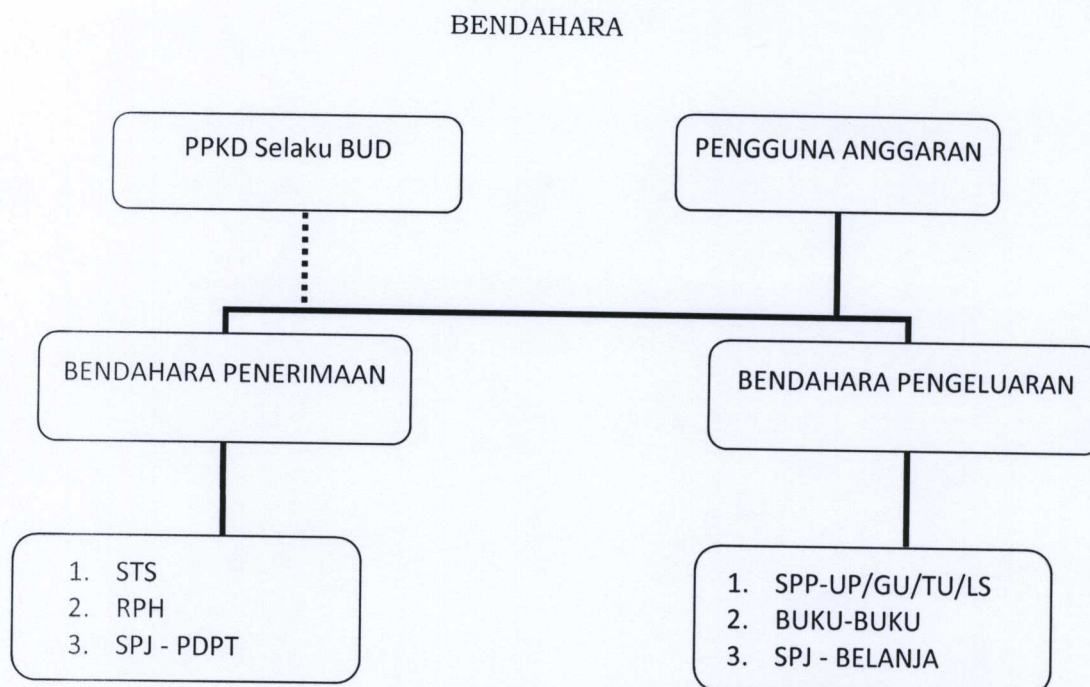 BENDAHARA
PPKD Selaku BUD
PENGGUNA ANGGARAN
BENDAHARA PENERIMAAN
BENDAHARA PENGELUARAN
1. STS
2. RPH
3. SPJ - PDPT
1. SPP-UP/GU/TU/LS
2. BUKU-BUKU
3. SPJ - BELANJA